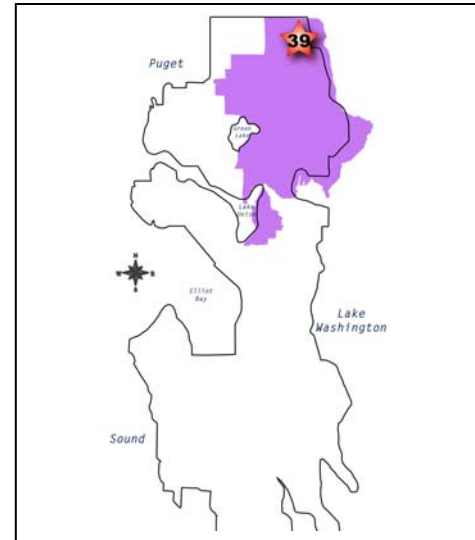 39
Puget
Green
Lake
Lake
Union
N
W E
S
Elliot
Bay
Lake
Washington
Sound